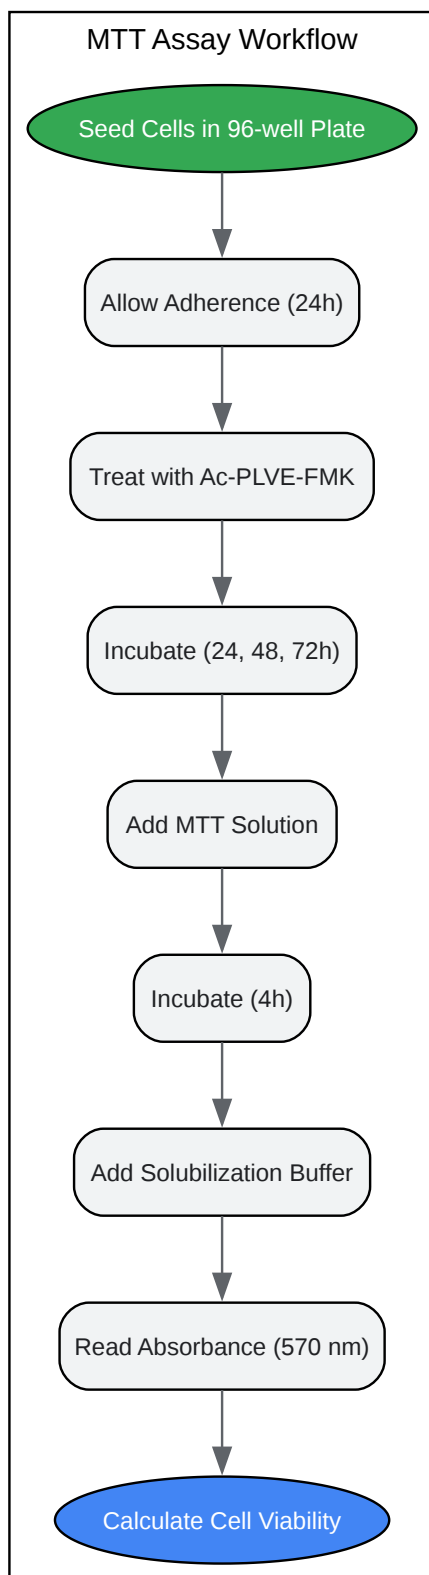 MTT Assay Workflow
Seed Cells in 96-well Plate
Allow Adherence (24h)
Treat with Ac-PLVE-FMK
Incubate (24, 48, 72h)
Add MTT Solution
Incubate (4h)
Add Solubilization Buffer
Read Absorbance (570 nm)
Calculate Cell Viability